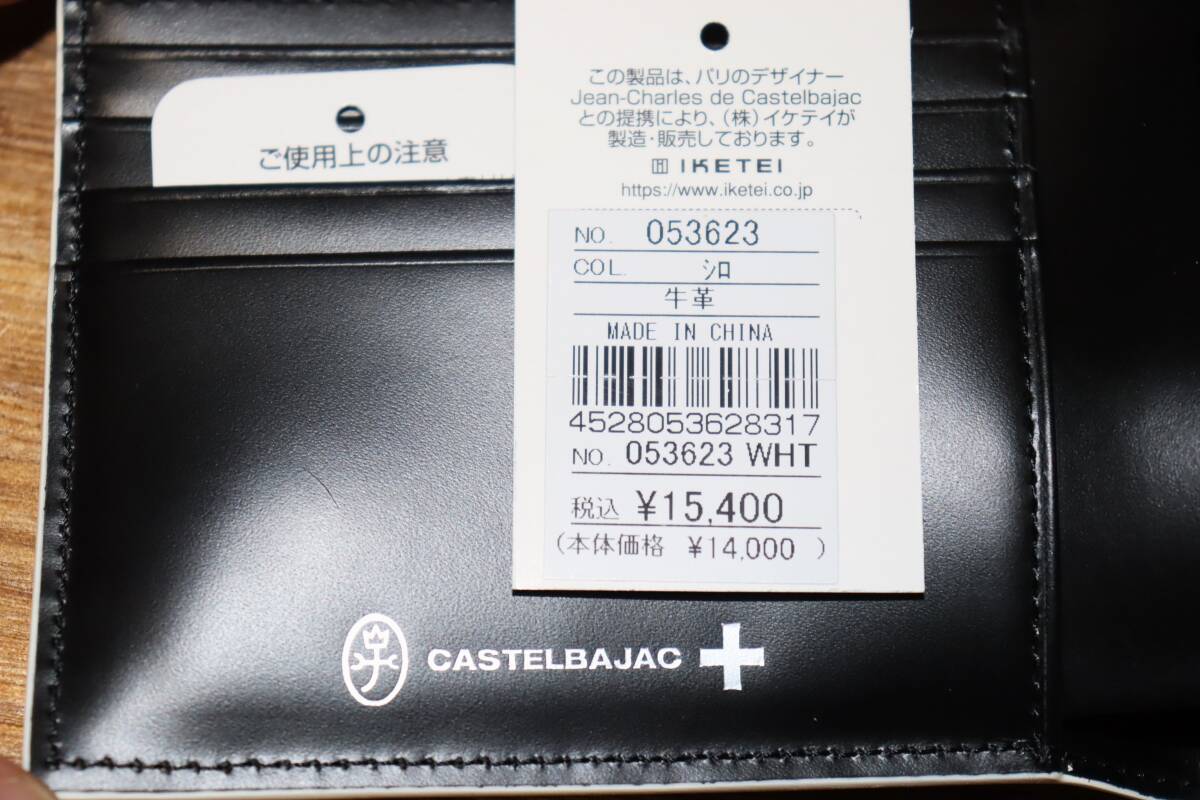 この製品は、パリのデザイナー
Jean-Charles de Castelbajac
との提携により、(株)イケテイが
製造・販売しております。
IKETEI
https://www.iketei.co.jp
ご使用上の注意
NO. 053623
COL. シロ
牛革
MADE IN CHINA
4528053628317
NO. 053623 WHT
税込 ¥15,400
(本体価格 ¥14,000 )
CASTELBAJAC